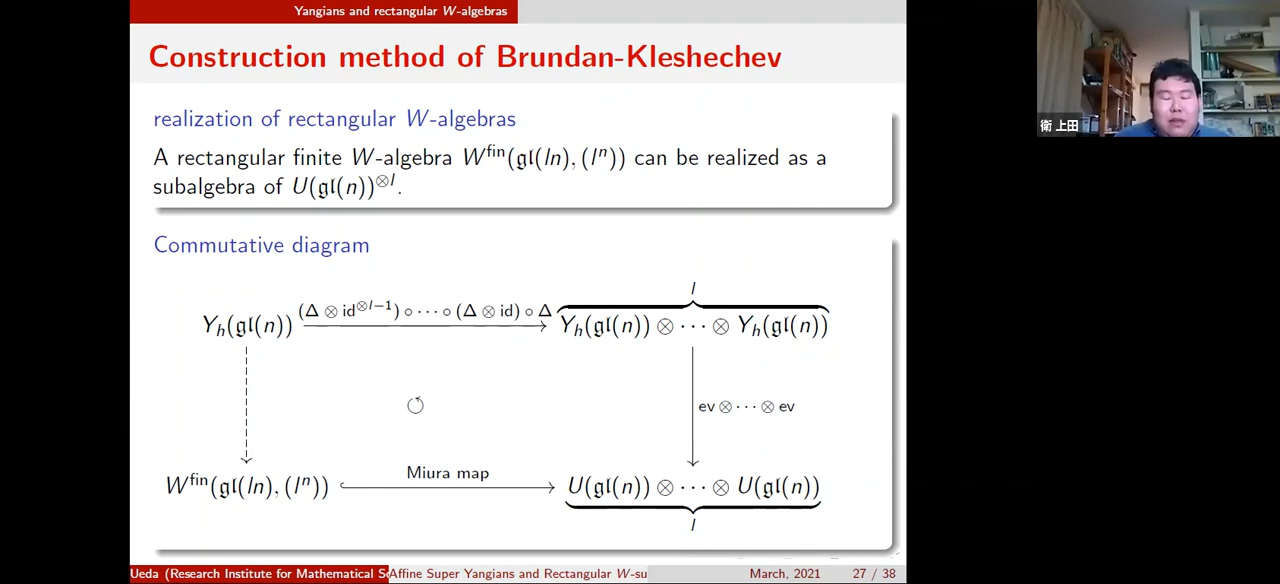 Yangians and rectangular W-algebras
Construction method of Brundan-Kleshechev
realization of rectangular W-algebras
A rectangular finite W-algebra W^fin(𝔤𝔩(ln), (l^n)) can be realized as a
subalgebra of U(𝔤𝔩(n))^⊗l.
Commutative diagram
l
(Δ ⊗ id^⊗l−1) ∘ ··· ∘ (Δ ⊗ id) ∘ Δ
Y_h(𝔤𝔩(n)) Y_h(𝔤𝔩(n)) ⊗ ··· ⊗ Y_h(𝔤𝔩(n))
ev ⊗ ··· ⊗ ev
Miura map
W^fin(𝔤𝔩(ln), (l^n)) U(𝔤𝔩(n)) ⊗ ··· ⊗ U(𝔤𝔩(n))
l
Ueda (Research Institute for Mathematical Sc Affine Super Yangians and Rectangular W-su March, 2021 27 / 38
衛 上田